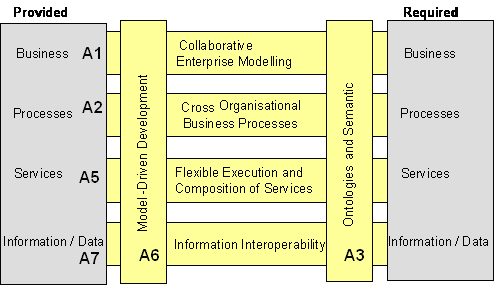 Provided
Required
Business A1
Collaborative
Enterprise Modelling
Business
Processes A2
Cross Organisational
Business Processes
Processes
Services A5
Flexible Execution and
Composition of Services
Services
Information / Data
A7
Information Interoperability
Information / Data
Model-Driven Development
A6
Ontologies and Semantic
A3